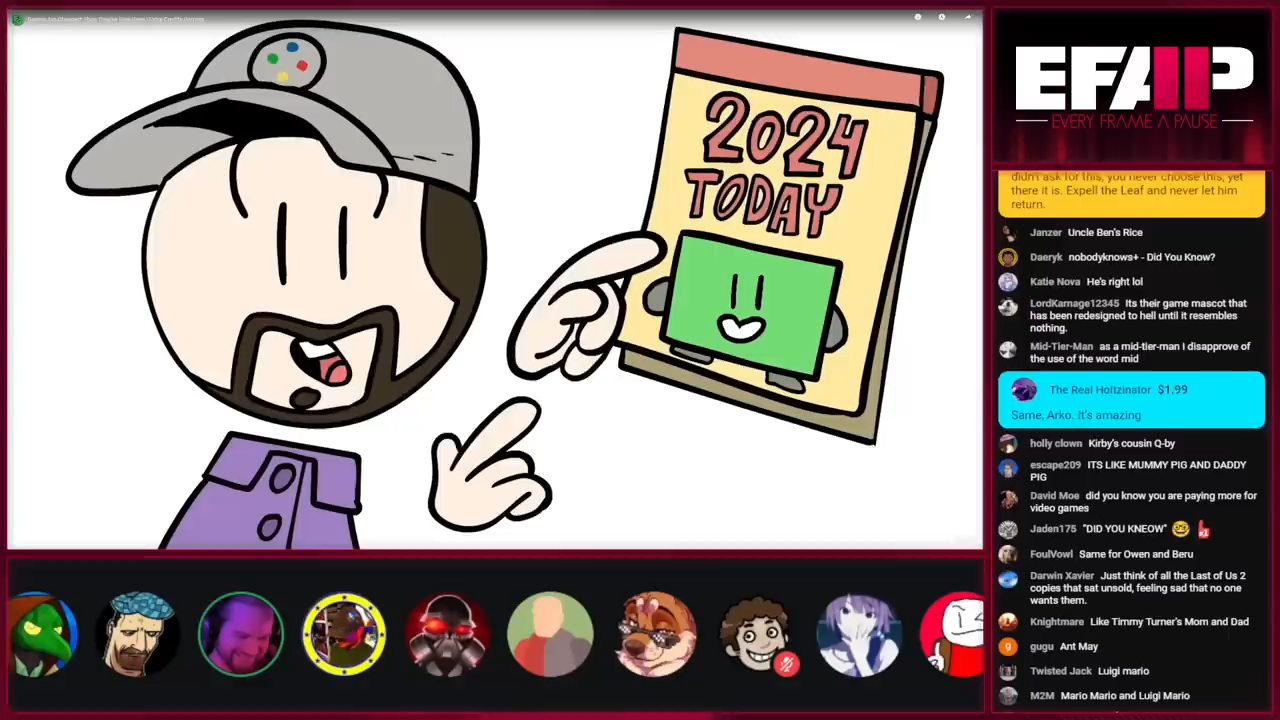 2024
TODAY
EFAP
EVERY FRAME A PAUSE
didn't ask for this, you never choose this, yet
there it is. Expell the Leaf and never let him
return.
Janzer Uncle Ben's Rice
Daeryk nobodyknows+ - Did You Know?
Katie Nova He's right lol
LordKarnage12345 Its their game mascot that
has been redesigned to hell until it resembles
nothing.
Mid-Tier-Man as a mid-tier-man I disapprove of
the use of the word mid
The Real Holtzinator $1.99
Same, Arko. It's amazing
holly clown Kirby's cousin Q-by
escape209 ITS LIKE MUMMY PIG AND DADDY
PIG
David Moe did you know you are paying more for
video games
Jaden175 "DID YOU KNEOW"
FoulVowl Same for Owen and Beru
Darwin Xavier Just think of all the Last of Us 2
copies that sat unsold, feeling sad that no one
wants them.
Knightmare Like Timmy Turner's Mom and Dad
gugu Ant May
Twisted Jack Luigi mario
M2M Mario Mario and Luigi Mario